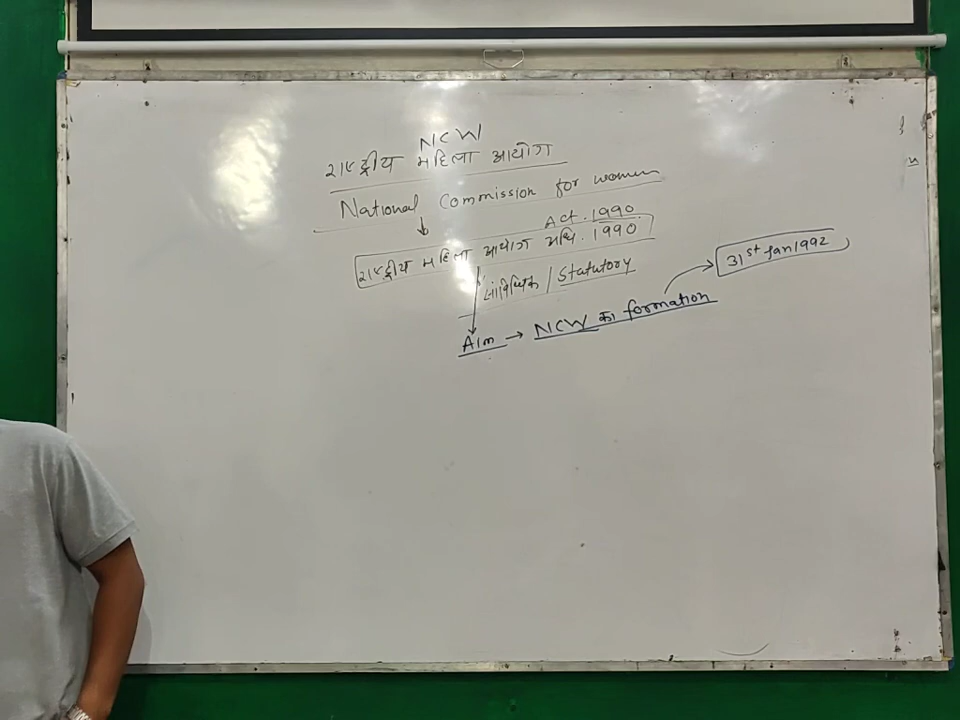 NCW
राष्ट्रीय महिला आयोग
National Commission for women
Act. 1990
राष्ट्रीय महिला आयोग अधि. 1990
सांविधिक / Statutory
Aim → NCW का formation
31st Jan 1992